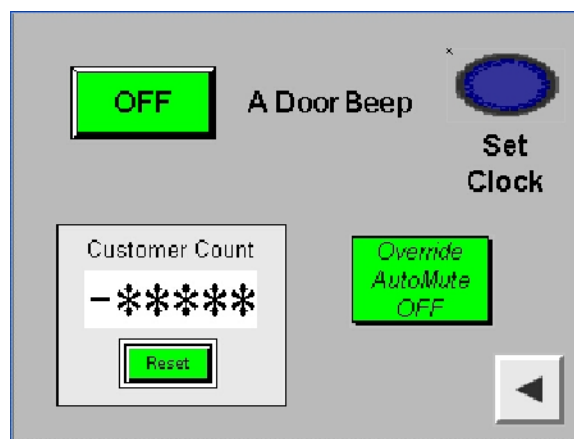 OFF
A Door Beep
Set
Clock
Customer Count
-*****
Reset
Override
AutoMute
OFF